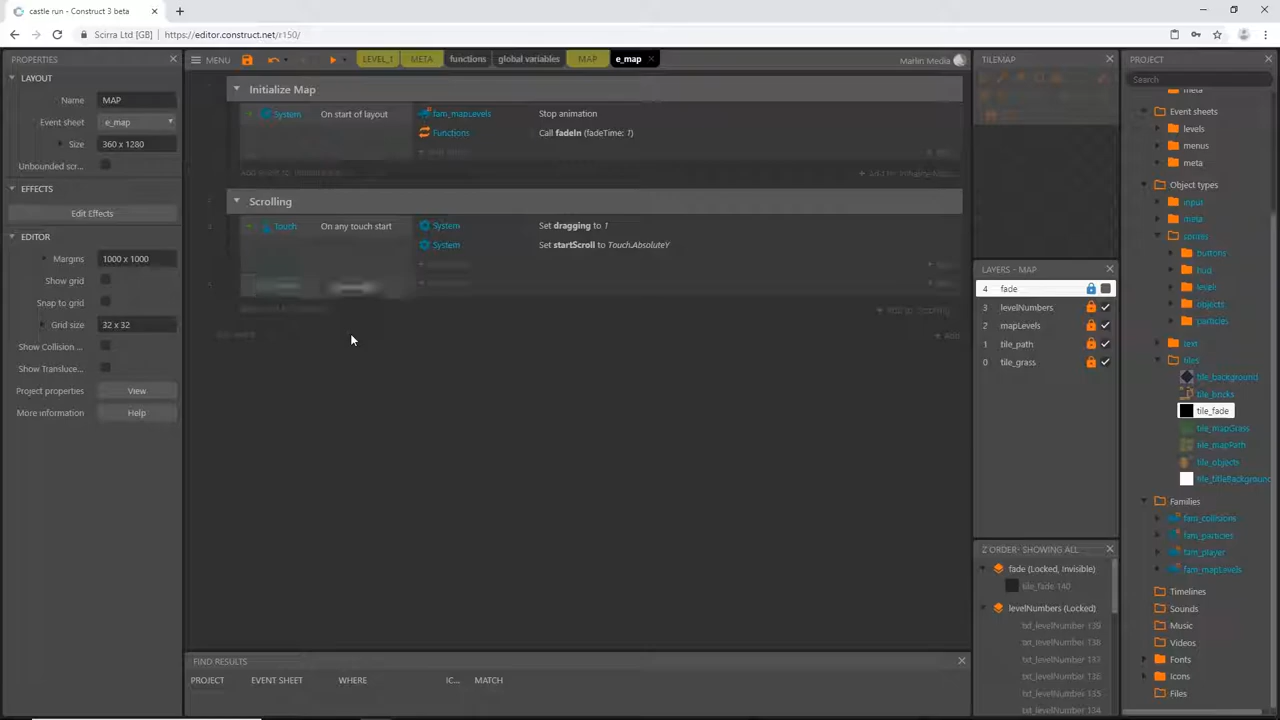 castle run - Construct 3 beta
Scirra Ltd [GB] | https://editor.construct.net/r150/
PROPERTIES
MENU
LEVEL_1
META
functions
global variables
MAP
e_map
Marlin Media
TILEMAP
PROJECT
LAYOUT
Name
MAP
Event sheet
e_map
Size
360 x 1280
Unbounded scr...
EFFECTS
Edit Effects
EDITOR
Margins
1000 x 1000
Show grid
Snap to grid
Grid size
32 x 32
Show Collision ...
Show Transluce...
Project properties
View
More information
Help
Initialize Map
System
On start of layout
fam_mapLevels
Stop animation
Functions
Call fadeIn (fadeTime: 1)
Scrolling
Touch
On any touch start
System
Set dragging to 1
System
Set startScroll to Touch.AbsoluteY
FIND RESULTS
PROJECT
EVENT SHEET
WHERE
IC...
MATCH
LAYERS - MAP
4 fade
3 levelNumbers
2 mapLevels
1 tile_path
0 tile_grass
Z ORDER- SHOWING ALL
fade (Locked, Invisible)
tile_fade 140
levelNumbers (Locked)
txt_levelNumber 139
txt_levelNumber 138
txt_levelNumber 137
txt_levelNumber 136
txt_levelNumber 135
txt_levelNumber 134
Search
meta
Event sheets
levels
menus
meta
Object types
input
meta
sprites
buttons
hud
level
objects
particles
text
tiles
tile_background
tile_bricks
tile_fade
tile_mapGrass
tile_mapPath
tile_objects
tile_titleBackground
Families
fam_collisions
fam_particles
fam_player
fam_mapLevels
Timelines
Sounds
Music
Videos
Fonts
Icons
Files